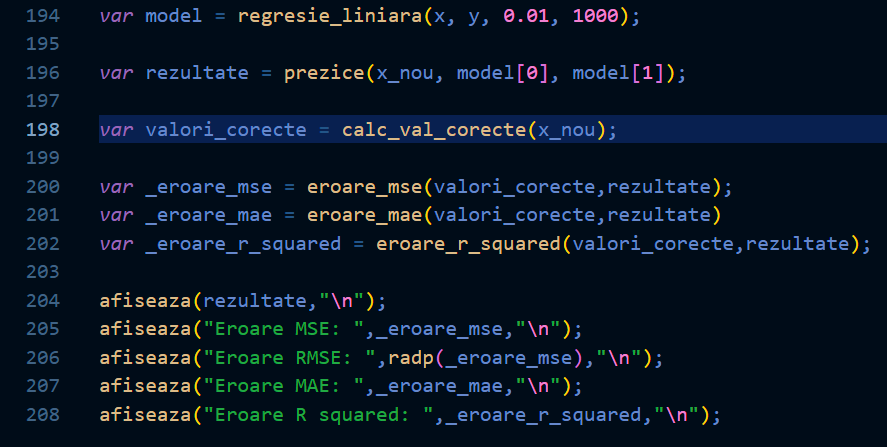 194 var model = regresie_liniara(x, y, 0.01, 1000);
195
196 var rezultate = prezice(x_nou, model[0], model[1]);
197
198 var valori_corecte = calc_val_corecte(x_nou);
199
200 var _eroare_mse = eroare_mse(valori_corecte,rezultate);
201 var _eroare_mae = eroare_mae(valori_corecte,rezultate)
202 var _eroare_r_squared = eroare_r_squared(valori_corecte,rezultate);
203
204 afiseaza(rezultate,"\n");
205 afiseaza("Eroare MSE: ",_eroare_mse,"\n");
206 afiseaza("Eroare RMSE: ",radp(_eroare_mse),"\n");
207 afiseaza("Eroare MAE: ",_eroare_mae,"\n");
208 afiseaza("Eroare R squared: ",_eroare_r_squared,"\n");